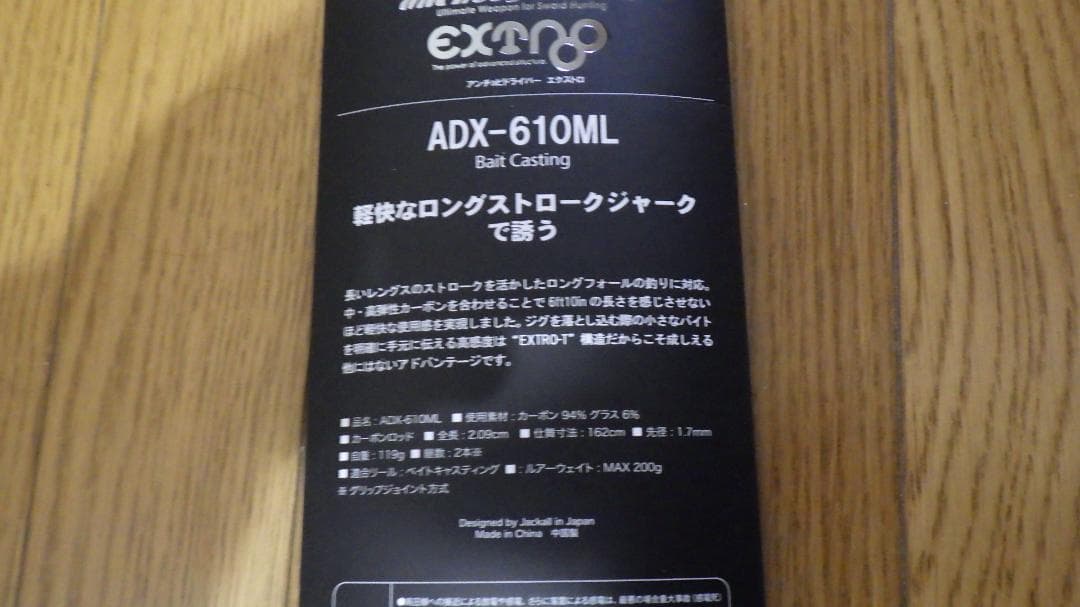 Ultimate Weapon for Sword Hunting
EXTRO
The power of advanced structure.
アンチョビドライバー エクストロ
ADX-610ML
Bait Casting
軽快なロングストロークジャーク
で誘う
長いレングスのストロークを活かしたロングフォールの釣りに対応。
中・高弾性カーボンを合わせることで6ft10inの長さを感じさせない
ほど軽快な使用感を実現しました。ジグを落とし込む際の小さなバイト
を明確に手元に伝える高感度は“EXTRO-T”構造だからこそ成しえる
他にはないアドバンテージです。
■品名：ADX-610ML ■使用素材：カーボン 94% グラス 6%
■カーボンロッド ■全長：2.09cm ■仕舞寸法：162cm ■先径：1.7mm
■自重：119g ■継数：2本※
■適合リール：ベイトキャスティング ■：ルアーウェイト：MAX 200g
※グリップジョイント方式
Designed by Jackall in Japan
Made in China 中国製